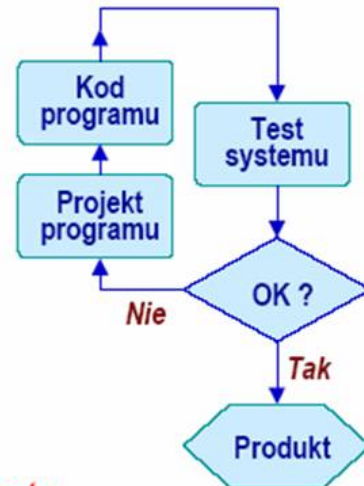 Kod
programu
Test
systemu
Projekt
programu
OK ?
Nie
Tak
Produkt